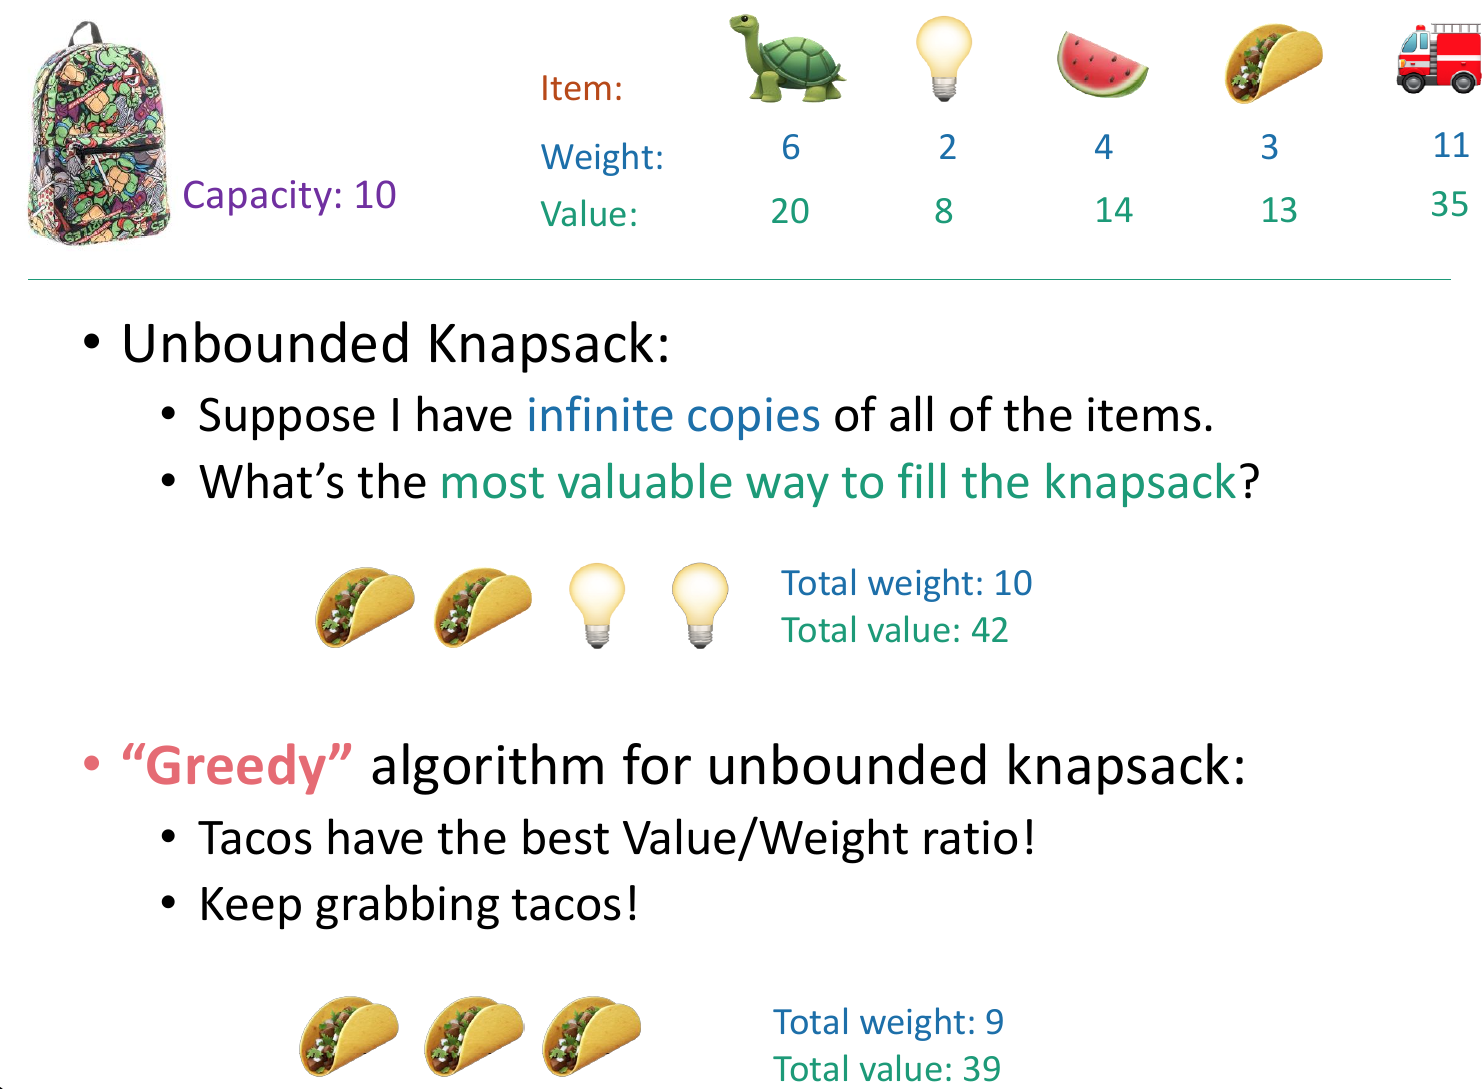 Item:
Weight: 6 2 4 3 11
Capacity: 10
Value: 20 8 14 13 35
• Unbounded Knapsack:
• Suppose I have infinite copies of all of the items.
• What’s the most valuable way to fill the knapsack?
Total weight: 10
Total value: 42
• “Greedy” algorithm for unbounded knapsack:
• Tacos have the best Value/Weight ratio!
• Keep grabbing tacos!
Total weight: 9
Total value: 39